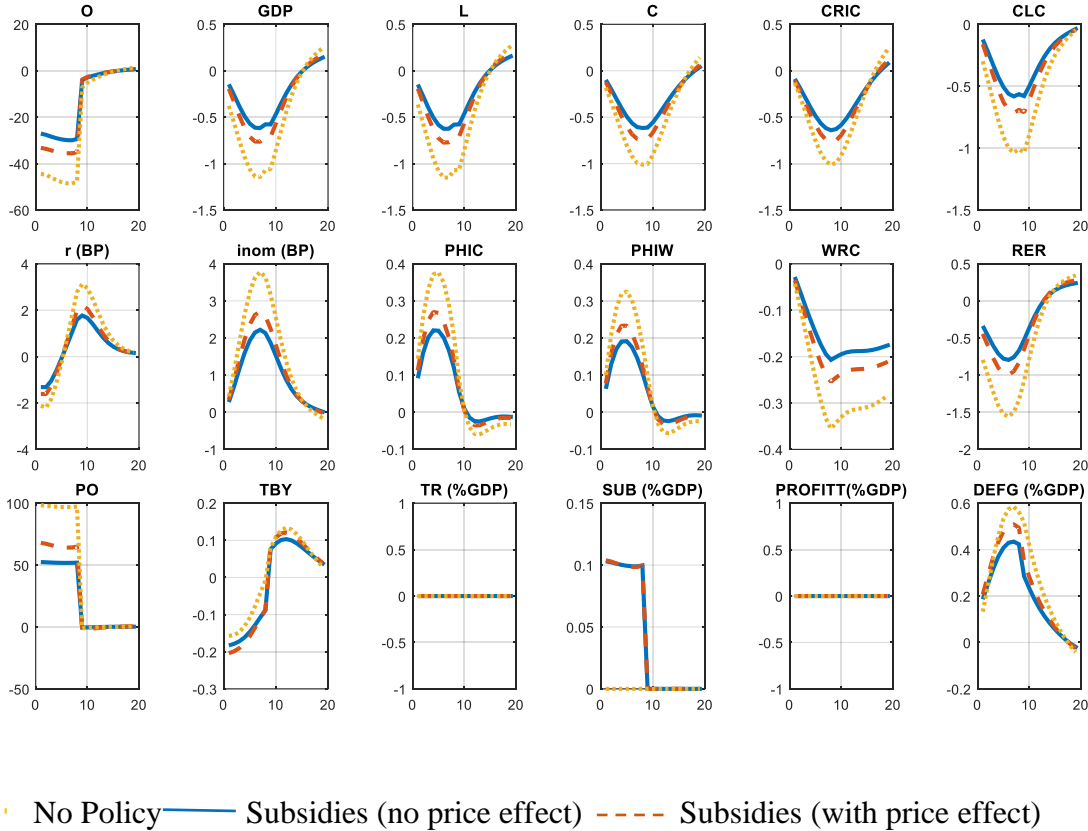 O GDP L C CRIC CLC
20 0.5 0.5 0.5 0.5 0
0 0 0 0 0
-20 -0.5 -0.5 -0.5 -0.5 -0.5
-40 -1 -1 -1 -1 -1
-60 -1.5 -1.5 -1.5 -1.5 -1.5
0 10 20 0 10 20 0 10 20 0 10 20 0 10 20 0 10 20
r (BP) inom (BP) PHIC PHIW WRC RER
4 4 0.4 0.4 0 0.5
2 3 0.3 0.3 -0.1 0
0 2 0.2 0.2 -0.2 -0.5
-2 1 0.1 0.1 -0.3 -1
0 0 0 -1.5
-4 -1 -0.1 -0.1 -0.4 -2
0 10 20 0 10 20 0 10 20 0 10 20 0 10 20 0 10 20
PO TBY TR (%GDP) SUB (%GDP) PROFITT(%GDP) DEFG (%GDP)
100 0.2 1 0.15 1 0.6
50 0.1 0.5 0.1 0.5 0.4
0 0 0 0.05 0 0.2
-0.1 -0.5 -0.5 0
-0.2
-50 -0.3 -1 0 -1 -0.2
0 10 20 0 10 20 0 10 20 0 10 20 0 10 20 0 10 20
No Policy Subsidies (no price effect) Subsidies (with price effect)